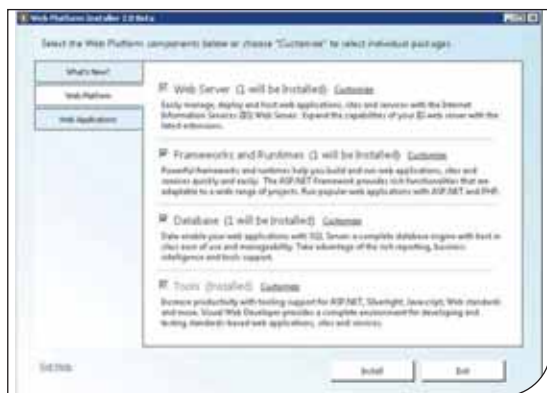 Web Platform Installer 2.0 Beta
Select the Web Platform components below or choose "Customize" to select individual packages.
What's New?
Web Platform
Web Applications
Web Server (1 will be Installed) Customize
Easily manage, deploy and host web applications, sites and services with the Internet
Information Services (IIS) Web Server. Expand the capabilities of your IIS web server with the
latest extensions.
Frameworks and Runtimes (1 will be Installed) Customize
Powerful frameworks and runtimes help you build and run web applications, sites and
services quickly and easily. The ASP.NET Framework provides rich functionalities that are
adaptable to a wide range of projects. Run popular web applications with ASP.NET and PHP.
Database (1 will be Installed) Customize
Data enable your web applications with SQL Server a complete database engine with best in
class ease of use and manageability. Take advantage of the rich reporting, business
intelligence and tools support.
Tools (Installed) Customize
Increase productivity with tooling support for ASP.NET, Silverlight, Javascript, Web standards
and more. Visual Web Developer provides a complete environment for developing and
testing standards-based web applications, sites and services.
Get Help
Install
Exit